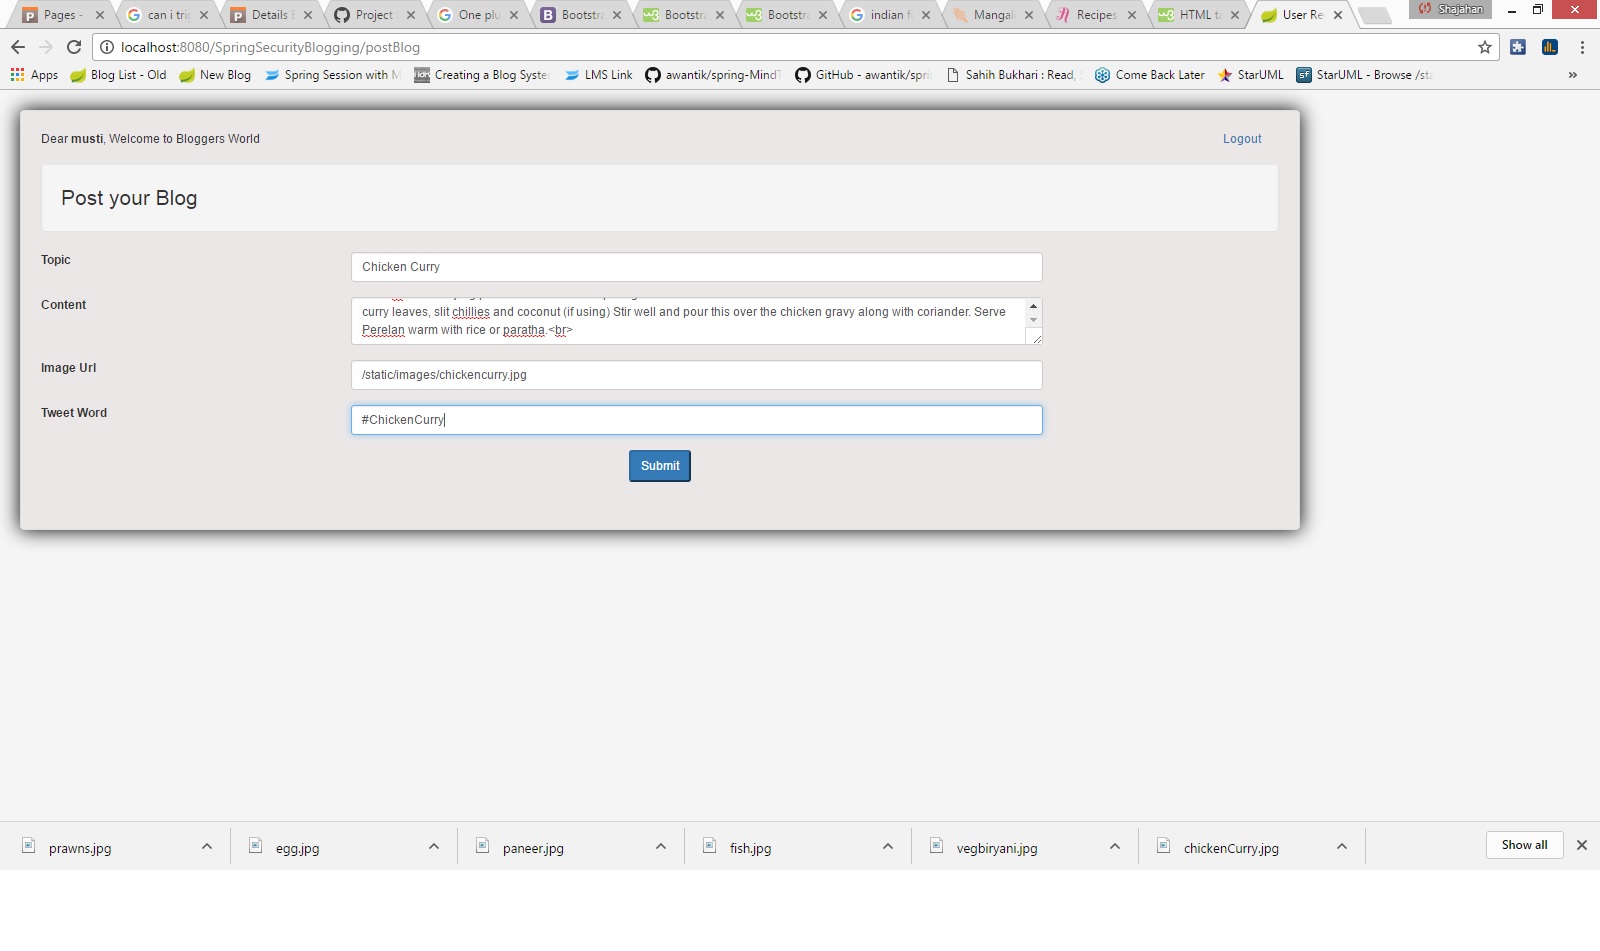 Pages -
can i tri
Details
Project
One plu
Bootstr
Bootstr
Bootstr
indian f
Mangal
Recipes
HTML t
User Re
Shajahan
localhost:8080/SpringSecurityBlogging/postBlog
Apps
Blog List - Old
New Blog
Spring Session with
Creating a Blog Syste
LMS Link
awantik/spring-Mind
GitHub - awantik/spri
Sahih Bukhari : Read,
Come Back Later
StarUML
StarUML - Browse /st
»
Dear musti, Welcome to Bloggers World
Logout
Post your Blog
Topic
Chicken Curry
Content
curry leaves, slit chillies and coconut (if using) Stir well and pour this over the chicken gravy along with coriander. Serve
Perelan warm with rice or paratha.<br>
Image Url
/static/images/chickencurry.jpg
Tweet Word
#ChickenCurry
Submit
prawns.jpg
egg.jpg
paneer.jpg
fish.jpg
vegbiryani.jpg
chickenCurry.jpg
Show all